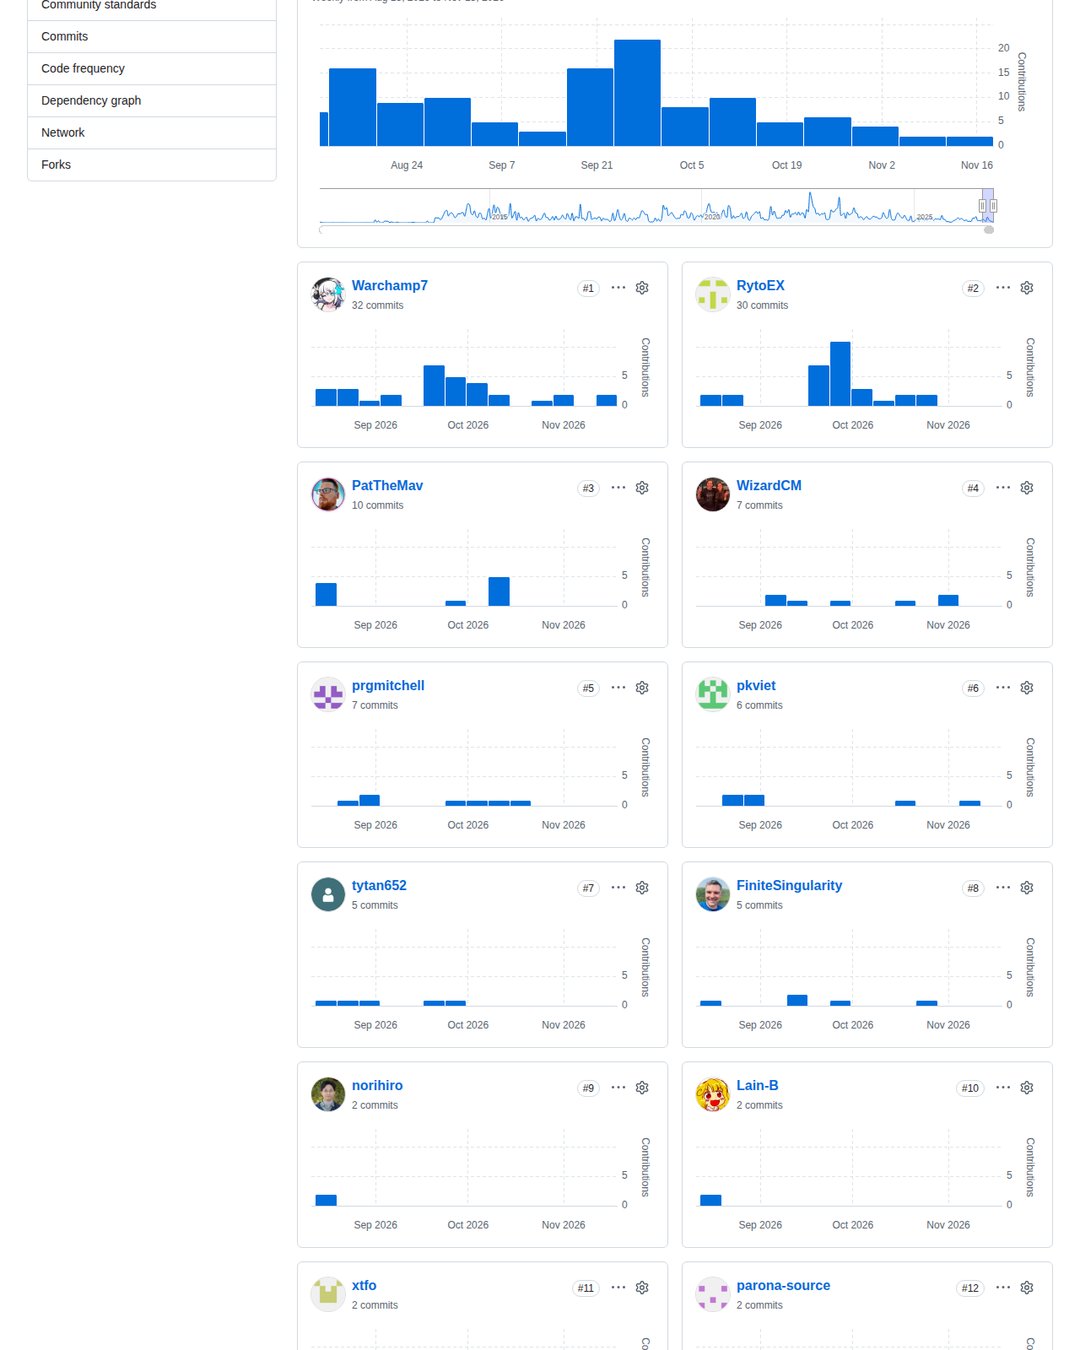 Community standards
Commits
Code frequency
Dependency graph
Network
Forks
20
15
10
5
0
Contributions
Aug 24
Sep 7
Sep 21
Oct 5
Oct 19
Nov 2
Nov 16
2015
2020
2025
Warchamp7
#1
32 commits
5
0
Contributions
Sep 2026
Oct 2026
Nov 2026
RytoEX
#2
30 commits
5
0
Contributions
Sep 2026
Oct 2026
Nov 2026
PatTheMav
#3
10 commits
5
0
Contributions
Sep 2026
Oct 2026
Nov 2026
WizardCM
#4
7 commits
5
0
Contributions
Sep 2026
Oct 2026
Nov 2026
prgmitchell
#5
7 commits
5
0
Contributions
Sep 2026
Oct 2026
Nov 2026
pkviet
#6
6 commits
5
0
Contributions
Sep 2026
Oct 2026
Nov 2026
tytan652
#7
5 commits
5
0
Contributions
Sep 2026
Oct 2026
Nov 2026
FiniteSingularity
#8
5 commits
5
0
Contributions
Sep 2026
Oct 2026
Nov 2026
norihiro
#9
2 commits
5
0
Contributions
Sep 2026
Oct 2026
Nov 2026
Lain-B
#10
2 commits
5
0
Contributions
Sep 2026
Oct 2026
Nov 2026
xtfo
#11
2 commits
Co
parona-source
#12
2 commits
Co